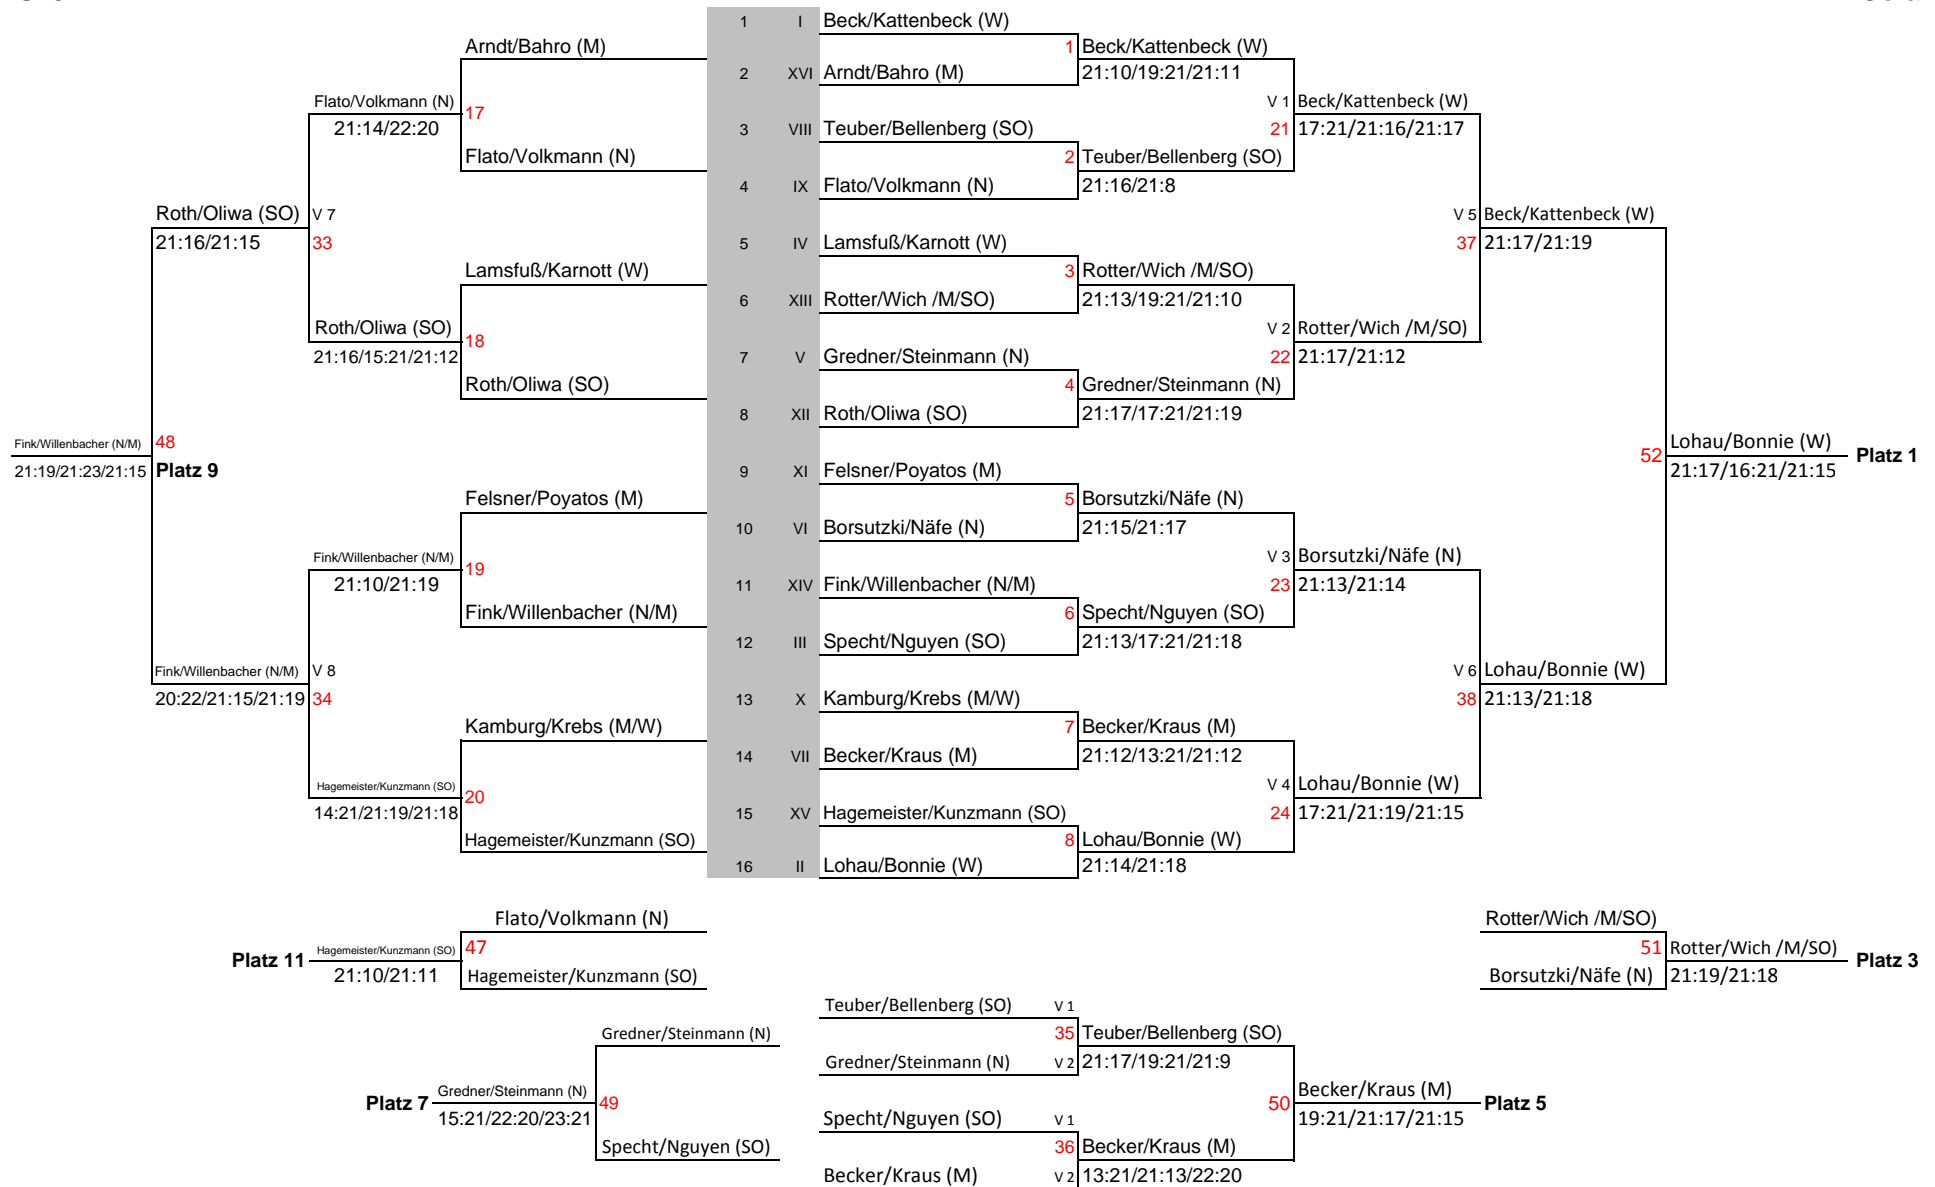 1 I Beck/Kattenbeck (W)
Arndt/Bahro (M) 1 Beck/Kattenbeck (W)
2 XVI Arndt/Bahro (M) 21:10/19:21/21:11
Flato/Volkmann (N) 17 V 1 Beck/Kattenbeck (W)
21:14/22:20 3 VIII Teuber/Bellenberg (SO) 21 17:21/21:16/21:17
Flato/Volkmann (N) 2 Teuber/Bellenberg (SO)
4 IX Flato/Volkmann (N) 21:16/21:8
Roth/Oliwa (SO) V 7 V 5 Beck/Kattenbeck (W)
21:16/21:15 33 5 IV Lamsfuß/Karnott (W) 37 21:17/21:19
Lamsfuß/Karnott (W) 3 Rotter/Wich /M/SO)
6 XIII Rotter/Wich /M/SO) 21:13/19:21/21:10
Roth/Oliwa (SO) 18 V 2 Rotter/Wich /M/SO)
21:16/15:21/21:12 7 V Gredner/Steinmann (N) 22 21:17/21:12
Roth/Oliwa (SO) 4 Gredner/Steinmann (N)
8 XII Roth/Oliwa (SO) 21:17/17:21/21:19
Fink/Willenbacher (N/M) 48 52 Lohau/Bonnie (W) Platz 1
21:19/21:23/21:15 Platz 9 9 XI Felsner/Poyatos (M) 21:17/16:21/21:15
Felsner/Poyatos (M) 5 Borsutzki/Näfe (N)
10 VI Borsutzki/Näfe (N) 21:15/21:17
Fink/Willenbacher (N/M) 19 V 3 Borsutzki/Näfe (N)
21:10/21:19 11 XIV Fink/Willenbacher (N/M) 23 21:13/21:14
Fink/Willenbacher (N/M) 6 Specht/Nguyen (SO)
12 III Specht/Nguyen (SO) 21:13/17:21/21:18
Fink/Willenbacher (N/M) V 8 V 6 Lohau/Bonnie (W)
20:22/21:15/21:19 34 13 X Kamburg/Krebs (M/W) 38 21:13/21:18
Kamburg/Krebs (M/W) 7 Becker/Kraus (M)
14 VII Becker/Kraus (M) 21:12/13:21/21:12
Hagemeister/Kunzmann (SO) 20 V 4 Lohau/Bonnie (W)
14:21/21:19/21:18 15 XV Hagemeister/Kunzmann (SO) 24 17:21/21:19/21:15
Hagemeister/Kunzmann (SO) 8 Lohau/Bonnie (W)
16 II Lohau/Bonnie (W) 21:14/21:18
Flato/Volkmann (N) Rotter/Wich /M/SO)
Platz 11 Hagemeister/Kunzmann (SO) 47 51 Rotter/Wich /M/SO) Platz 3
21:10/21:11 Hagemeister/Kunzmann (SO) Borsutzki/Näfe (N) 21:19/21:18
Teuber/Bellenberg (SO) V 1
Gredner/Steinmann (N) 35 Teuber/Bellenberg (SO)
Gredner/Steinmann (N) V 2 21:17/19:21/21:9
Platz 7 Gredner/Steinmann (N) 49 50 Becker/Kraus (M) Platz 5
15:21/22:20/23:21 Specht/Nguyen (SO) V 1 19:21/21:17/21:15
Specht/Nguyen (SO) 36 Becker/Kraus (M)
Becker/Kraus (M) V 2 13:21/21:13/22:20